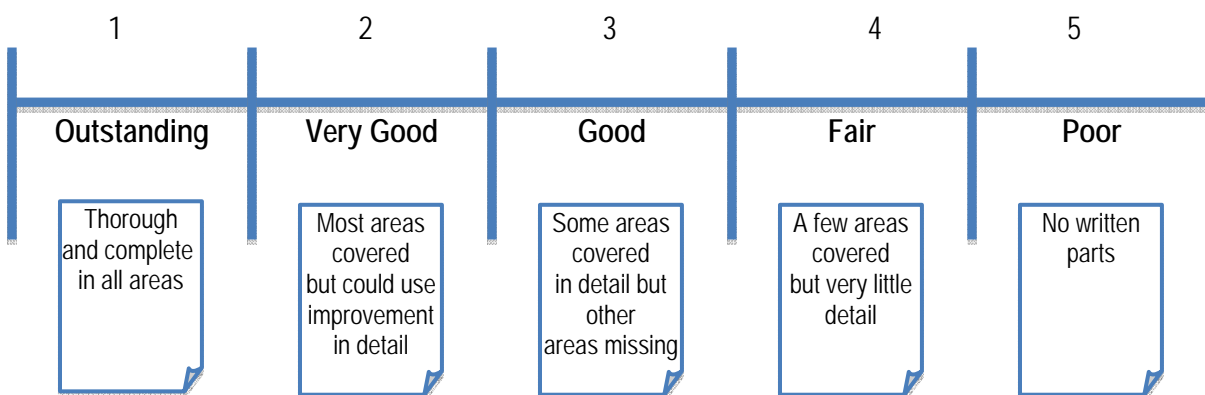 1 2 3 4 5
Outstanding Very Good Good Fair Poor
Thorough
and complete
in all areas
Most areas
covered
but could use
improvement
in detail
Some areas
covered
in detail but
other
areas missing
A few areas
covered
but very little
detail
No written
parts